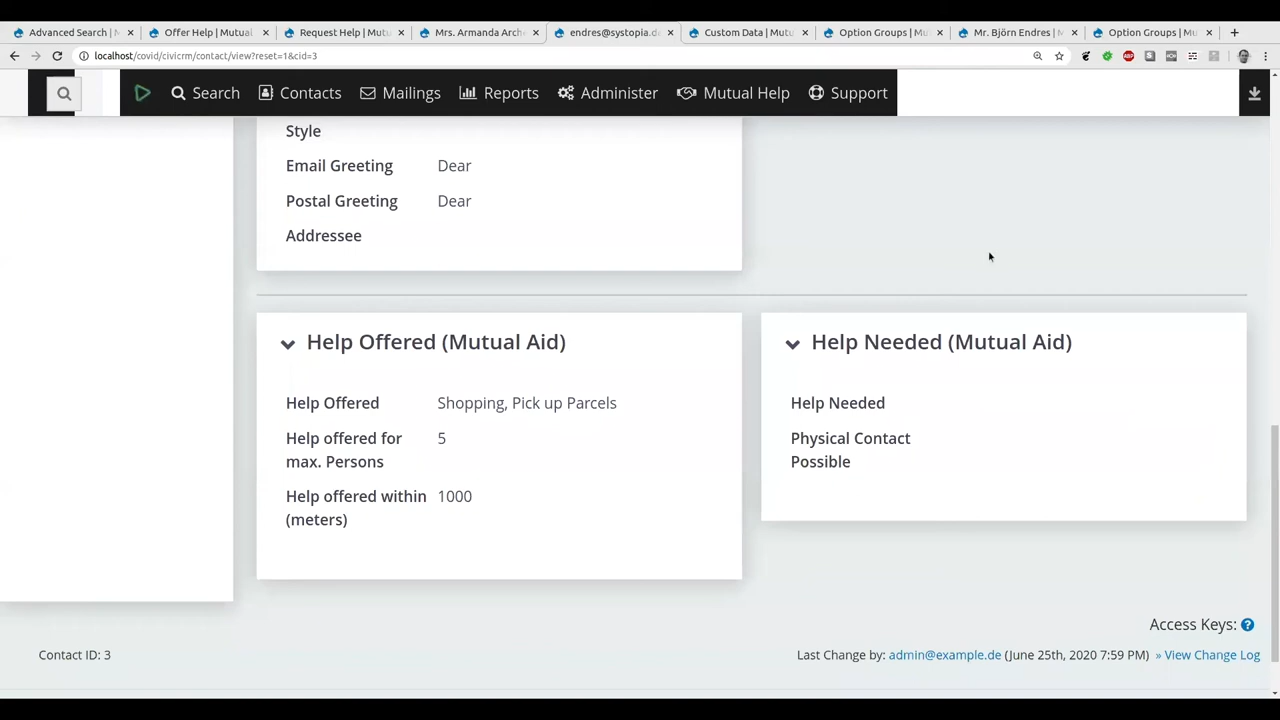 Advanced Search | Offer Help | Mutual Request Help | Mutu Mrs. Armanda Arch endres@systopia.d Custom Data | Mutu Option Groups | Mu Mr. Björn Endres | M Option Groups | Mu
localhost/covid/civicrm/contact/view?reset=1&cid=3
Search Contacts Mailings Reports Administer Mutual Help Support
Style
Email Greeting Dear
Postal Greeting Dear
Addressee
Help Offered (Mutual Aid)
Help Offered Shopping, Pick up Parcels
Help offered for 5
max. Persons
Help offered within 1000
(meters)
Help Needed (Mutual Aid)
Help Needed
Physical Contact
Possible
Access Keys: ?
Contact ID: 3
Last Change by: admin@example.de (June 25th, 2020 7:59 PM) » View Change Log